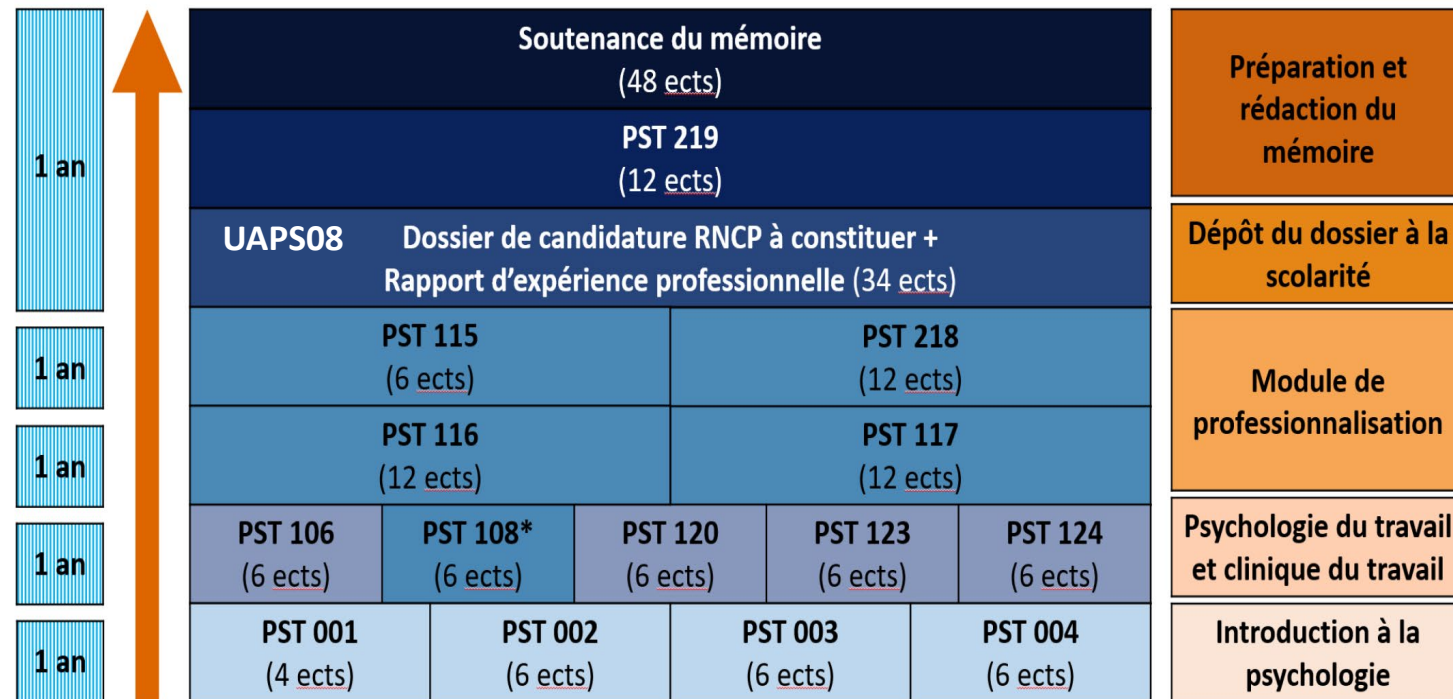 Soutenance du mémoire
(48 ects)
PST 219
(12 ects)
UAPS08 Dossier de candidature RNCP à constituer +
Rapport d’expérience professionnelle (34 ects)
PST 115
(6 ects)
PST 218
(12 ects)
PST 116
(12 ects)
PST 117
(12 ects)
PST 106
(6 ects)
PST 108*
(6 ects)
PST 120
(6 ects)
PST 123
(6 ects)
PST 124
(6 ects)
PST 001
(4 ects)
PST 002
(6 ects)
PST 003
(6 ects)
PST 004
(6 ects)
1 an
1 an
1 an
1 an
1 an
Préparation et
rédaction du
mémoire
Dépôt du dossier à la
scolarité
Module de
professionnalisation
Psychologie du travail
et clinique du travail
Introduction à la
psychologie